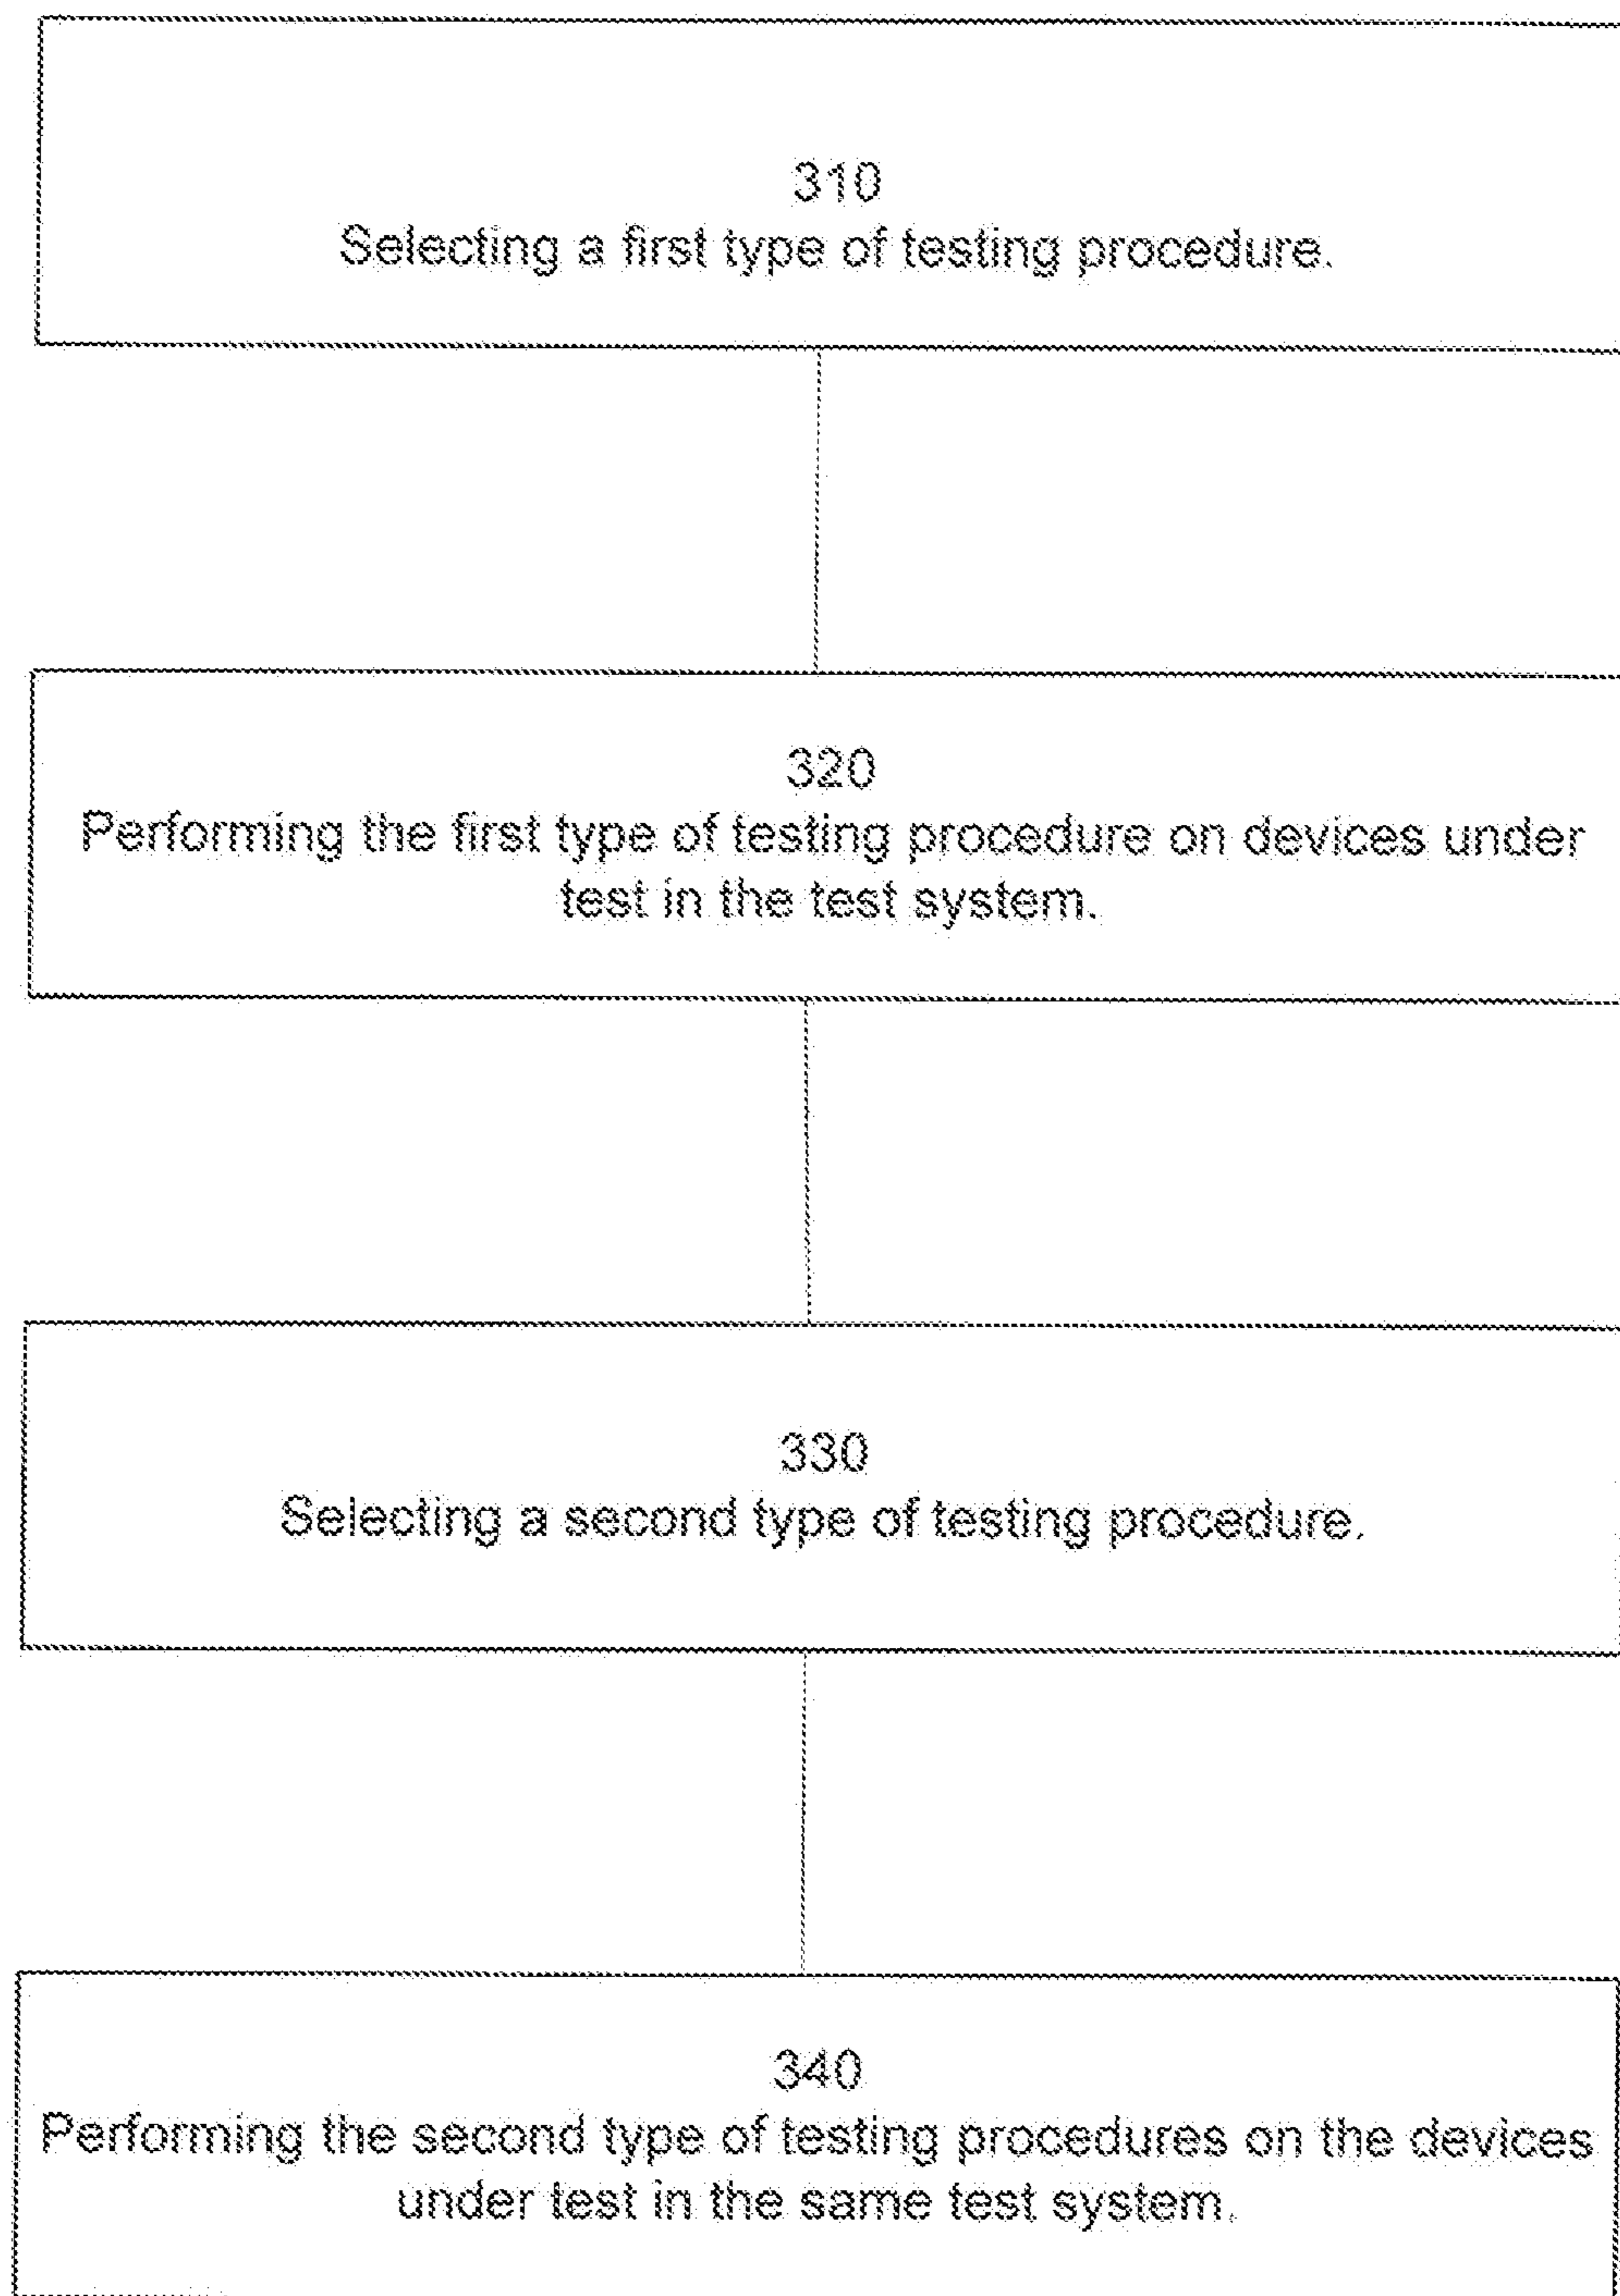 310
Selecting a first type of testing procedure.
320
Performing the first type of testing procedure on devices under
test in the test system.
330
Selecting a second type of testing procedure.
340
Performing the second type of testing procedures on the devices
under test in the same test system.